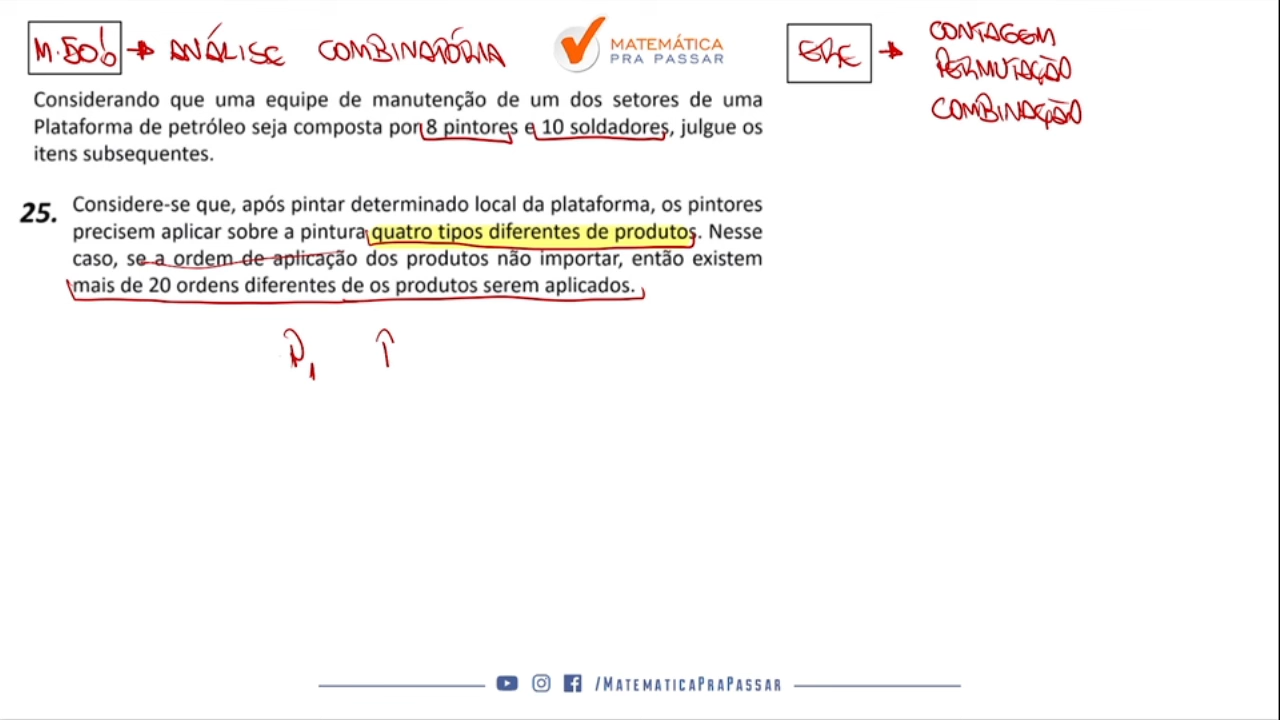 M.50! → ANÁLISE COMBINATÓRIA
MATEMÁTICA
PRA PASSAR
→ CONTAGEM
PERMUTAÇÃO
COMBINAÇÃO
Considerando que uma equipe de manutenção de um dos setores de uma
Plataforma de petróleo seja composta por 8 pintores e 10 soldadores, julgue os
itens subsequentes.
25. Considere-se que, após pintar determinado local da plataforma, os pintores
precisem aplicar sobre a pintura quatro tipos diferentes de produtos. Nesse
caso, se a ordem de aplicação dos produtos não importar, então existem
mais de 20 ordens diferentes de os produtos serem aplicados.
P1
/MATEMATICAPRAPASSAR